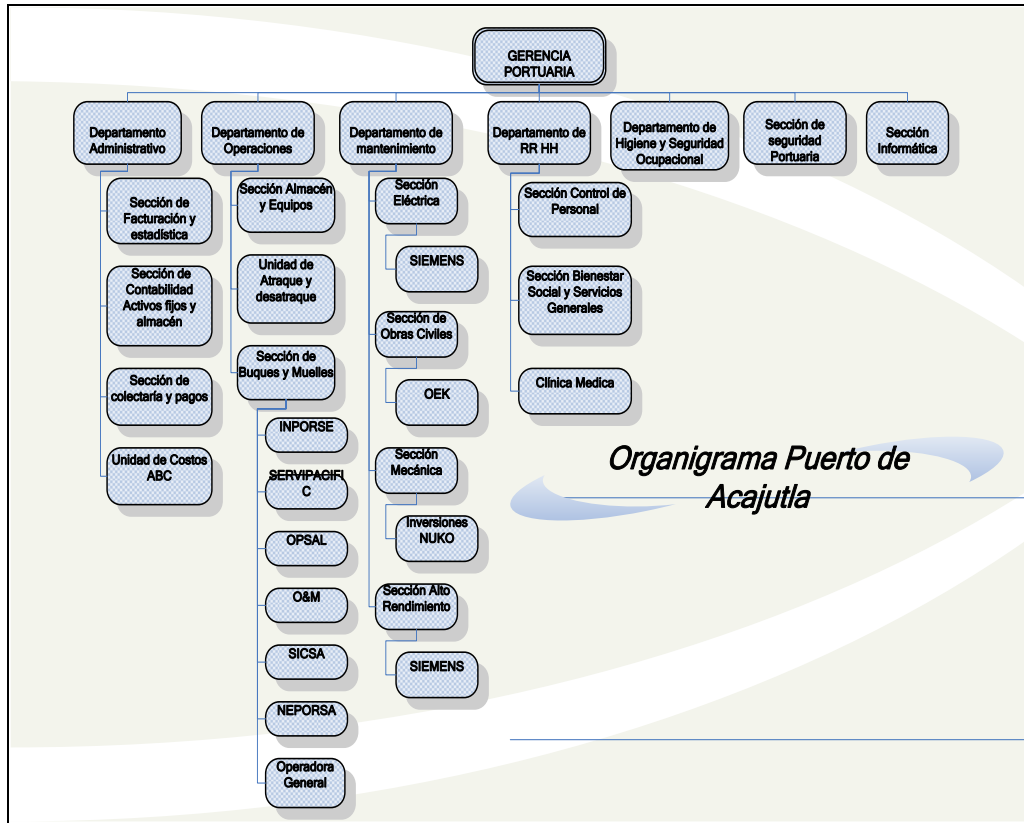 GERENCIA
PORTUARIA
Departamento
Administrativo
Departamento de
Operaciones
Departamento de
mantenimiento
Departamento de
RR HH
Departamento de
Higiene y Seguridad
Ocupacional
Sección de
seguridad
Portuaria
Sección
Informática
Sección de
Facturación y
estadística
Sección de
Contabilidad
Activos fijos y
almacén
Sección de
colectaría y pagos
Unidad de Costos
ABC
Sección Almacén
y Equipos
Unidad de
Atraque y
desatraque
Sección de
Buques y Muelles
INPORSE
SERVIPACIFI
C
OPSAL
O&M
SICSA
NEPORSA
Operadora
General
Sección
Eléctrica
SIEMENS
Sección de
Obras Civiles
OEK
Sección
Mecánica
Inversiones
NUKO
Sección Alto
Rendimiento
SIEMENS
Sección Control de
Personal
Sección Bienestar
Social y Servicios
Generales
Clínica Medica
Organigrama Puerto de
Acajutla